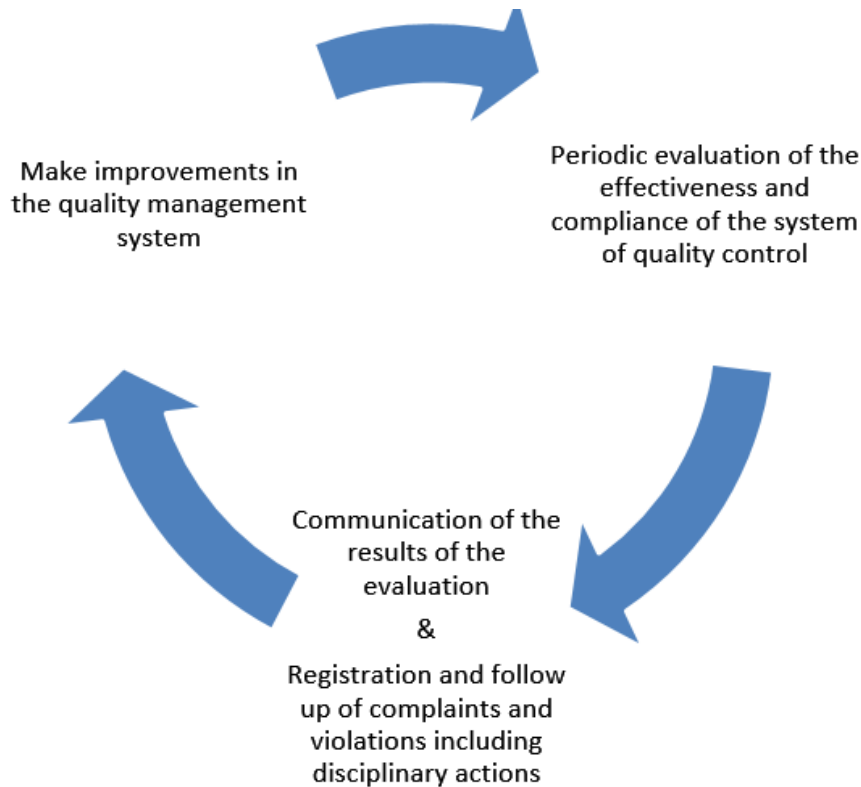 Make improvements in
the quality management
system
Periodic evaluation of the
effectiveness and
compliance of the system
of quality control
Communication of the
results of the
evaluation
&
Registration and follow
up of complaints and
violations including
disciplinary actions